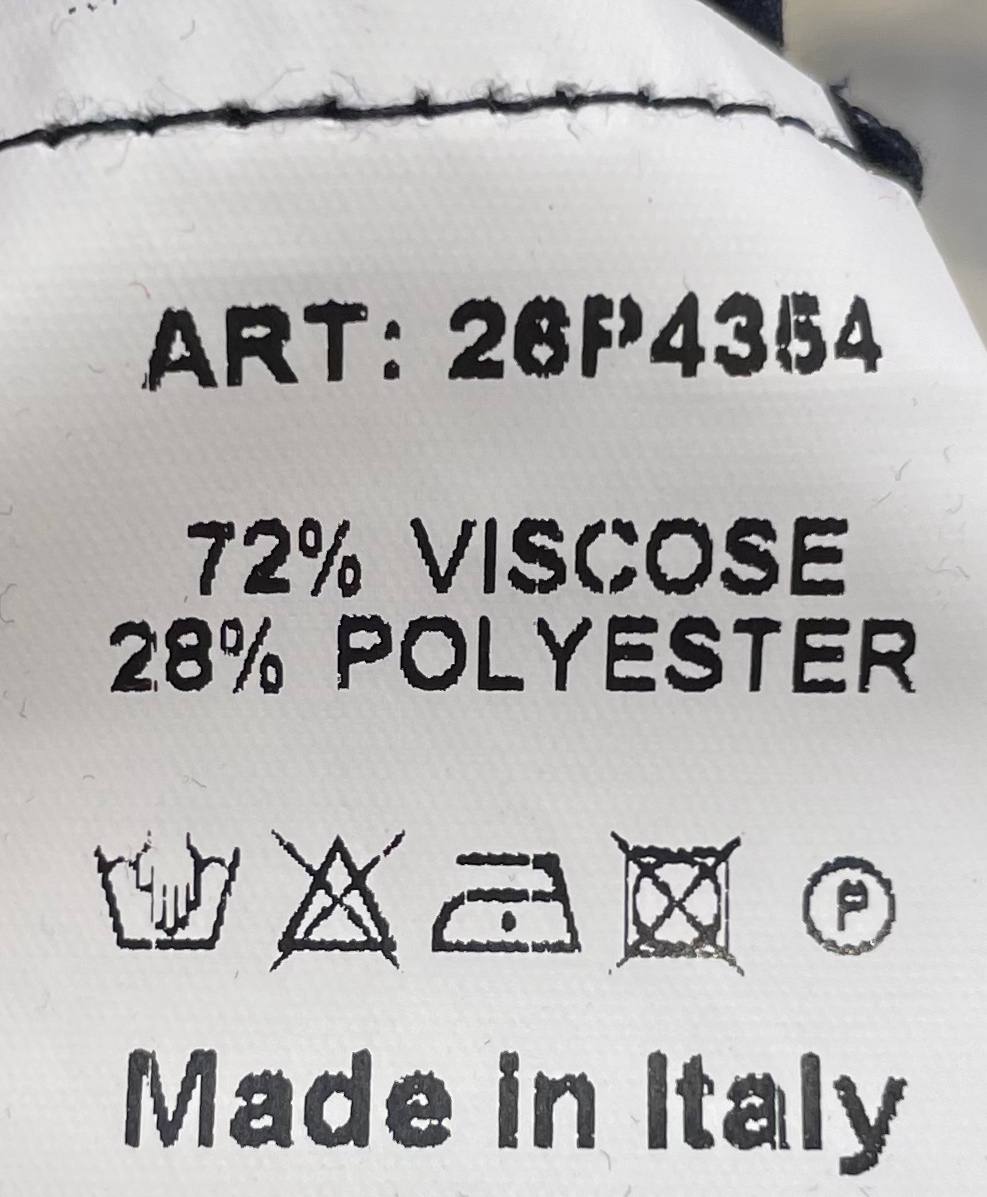 ART: 26P4354
72% VISCOSE
28% POLYESTER
P
Made in Italy